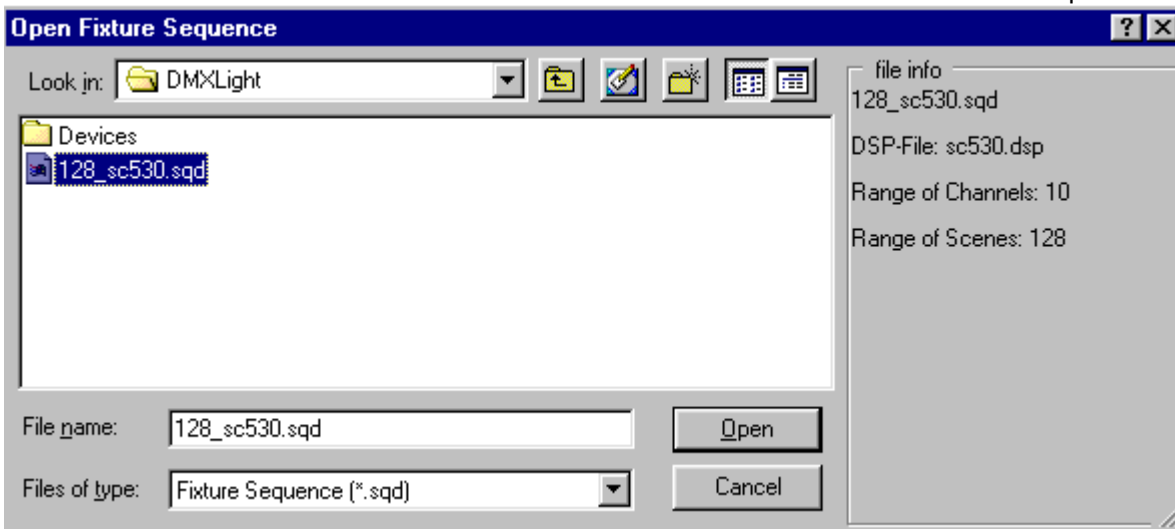 Open Fixture Sequence
Look in: DMXLight
Devices
128_sc530.sqd
File name: 128_sc530.sqd
Open
Files of type: Fixture Sequence (*.sqd)
Cancel
file info
128_sc530.sqd
DSP-File: sc530.dsp
Range of Channels: 10
Range of Scenes: 128